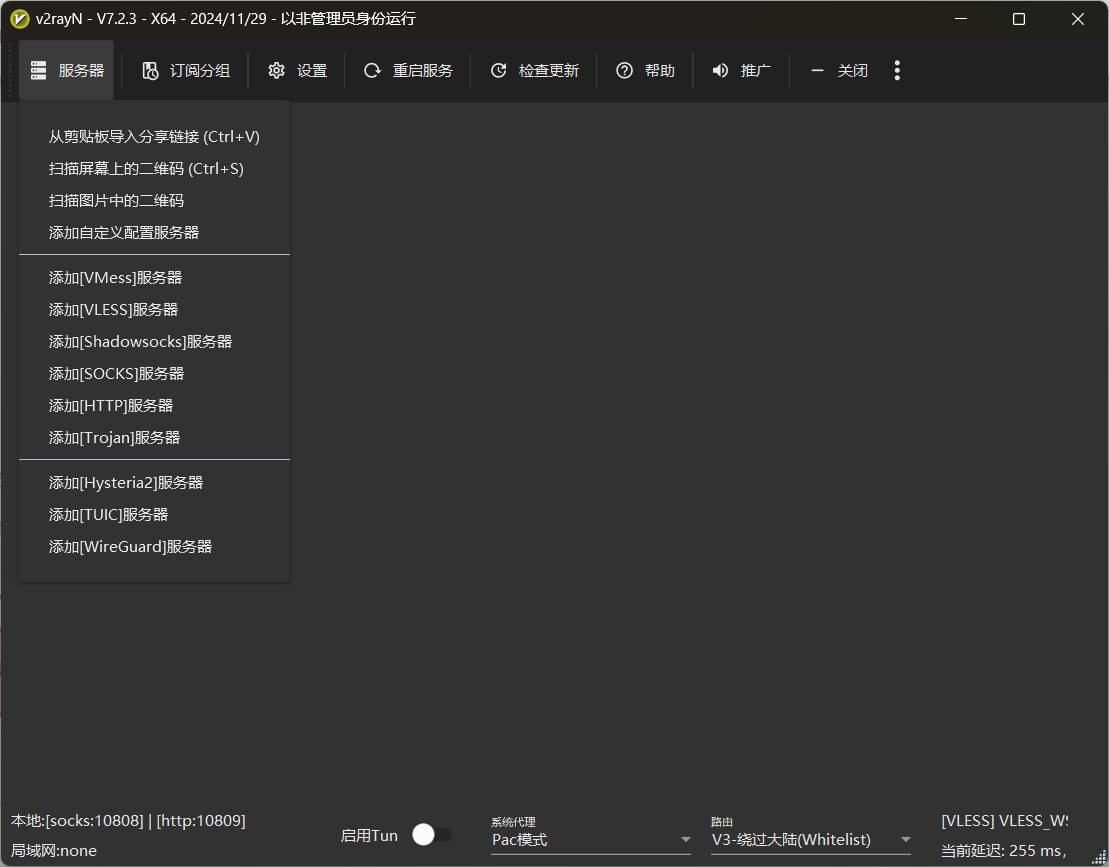 v2rayN - V7.2.3 - X64 - 2024/11/29 - 以非管理员身份运行
服务器 订阅分组 设置 重启服务 检查更新 帮助 推广 关闭
从剪贴板导入分享链接 (Ctrl+V)
扫描屏幕上的二维码 (Ctrl+S)
扫描图片中的二维码
添加自定义配置服务器
添加[VMess]服务器
添加[VLESS]服务器
添加[Shadowsocks]服务器
添加[SOCKS]服务器
添加[HTTP]服务器
添加[Trojan]服务器
添加[Hysteria2]服务器
添加[TUIC]服务器
添加[WireGuard]服务器
本地:[socks:10808] | [http:10809]
局域网:none
启用Tun
系统代理
Pac模式
路由
V3-绕过大陆(Whitelist)
[VLESS] VLESS_WS
当前延迟: 255 ms,